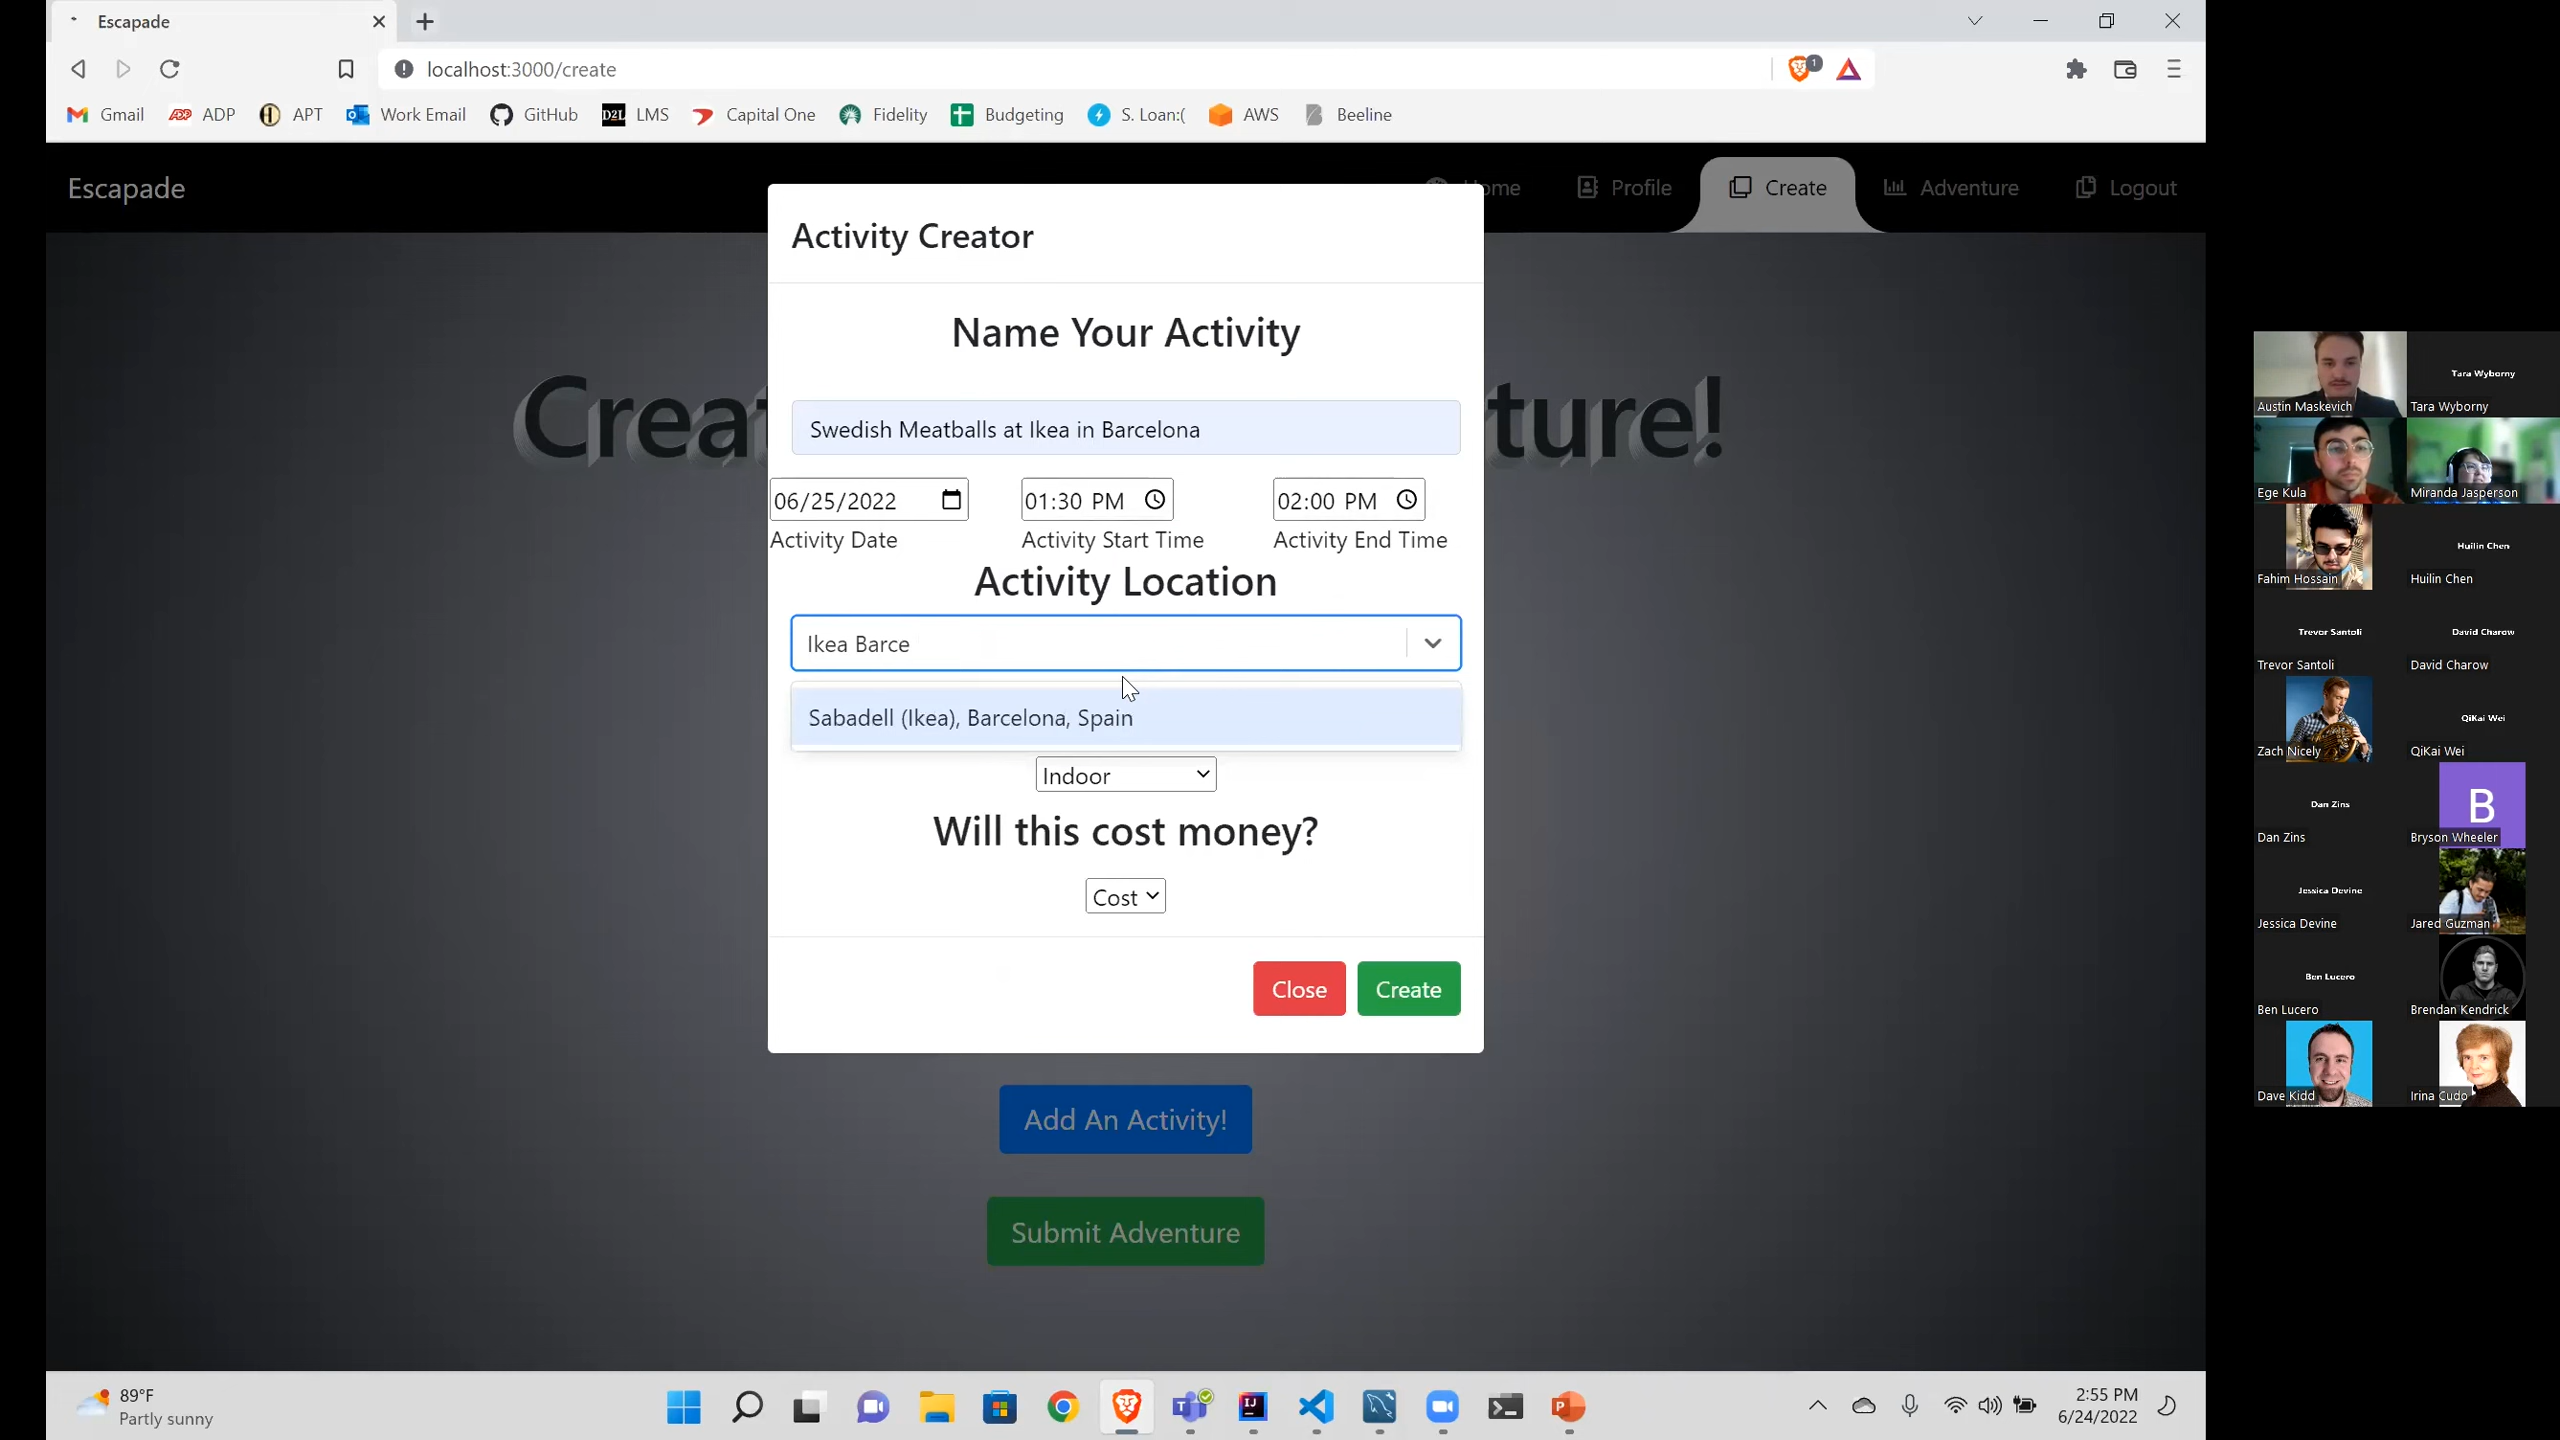 Escapade
localhost:3000/create
1
Gmail
ADP
ADP
APT
Work Email
GitHub
D2L
LMS
Capital One
Fidelity
Budgeting
S. Loan:(
AWS
Beeline
Escapade
ome
Profile
Create
Adventure
Logout
Creat
ture!
Activity Creator
Name Your Activity
Swedish Meatballs at Ikea in Barcelona
06/25/2022
01:30 PM
02:00 PM
Activity Date
Activity Start Time
Activity End Time
Activity Location
Ikea Barce
Sabadell (Ikea), Barcelona, Spain
Indoor
Will this cost money?
Cost
Close
Create
Add An Activity!
Submit Adventure
Austin Maskevich
Tara Wyborny
Tara Wyborny
Ege Kula
Miranda Jasperson
Fahim Hossain
Huilin Chen
Huilin Chen
Trevor Santoli
Trevor Santoli
David Charow
David Charow
Zach Nicely
QiKai Wei
QiKai Wei
Dan Zins
Dan Zins
B
Bryson Wheeler
Jessica Devine
Jessica Devine
Jared Guzman
Ben Lucero
Ben Lucero
Brendan Kendrick
Dave Kidd
Irina Cudo
89°F
Partly sunny
2:55 PM
6/24/2022